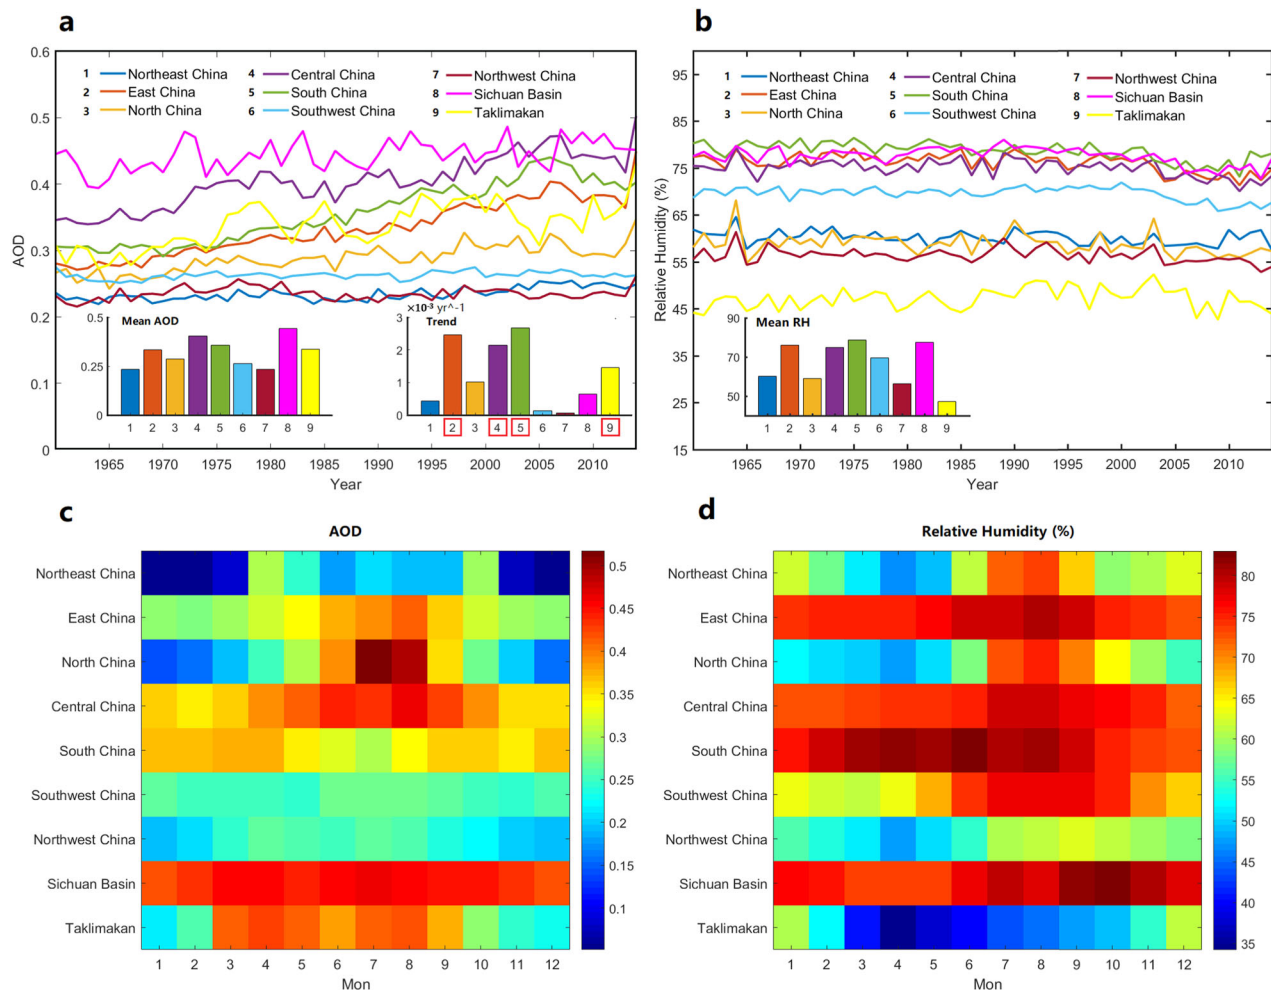 a
0.6
0.5
0.4
0.3
0.2
0.1
0
AOD
1 Northeast China
2 East China
3 North China
4 Central China
5 South China
6 Southwest China
7 Northwest China
8 Sichuan Basin
9 Taklimakan
Mean AOD
0.5
0.25
0
1 2 3 4 5 6 7 8 9
×10⁻³ yr^-1
Trend
3
2
1
0
1 2 3 4 5 6 7 8 9
1965 1970 1975 1980 1985 1990 1995 2000 2005 2010
Year
b
95
85
75
65
55
45
35
25
15
Relative Humidity (%)
1 Northeast China
2 East China
3 North China
4 Central China
5 South China
6 Southwest China
7 Northwest China
8 Sichuan Basin
9 Taklimakan
Mean RH
90
70
50
1 2 3 4 5 6 7 8 9
1965 1970 1975 1980 1985 1990 1995 2000 2005 2010
Year
c
AOD
Northeast China
East China
North China
Central China
South China
Southwest China
Northwest China
Sichuan Basin
Taklimakan
1 2 3 4 5 6 7 8 9 10 11 12
Mon
0.5
0.45
0.4
0.35
0.3
0.25
0.2
0.15
0.1
d
Relative Humidity (%)
Northeast China
East China
North China
Central China
South China
Southwest China
Northwest China
Sichuan Basin
Taklimakan
1 2 3 4 5 6 7 8 9 10 11 12
Mon
80
75
70
65
60
55
50
45
40
35